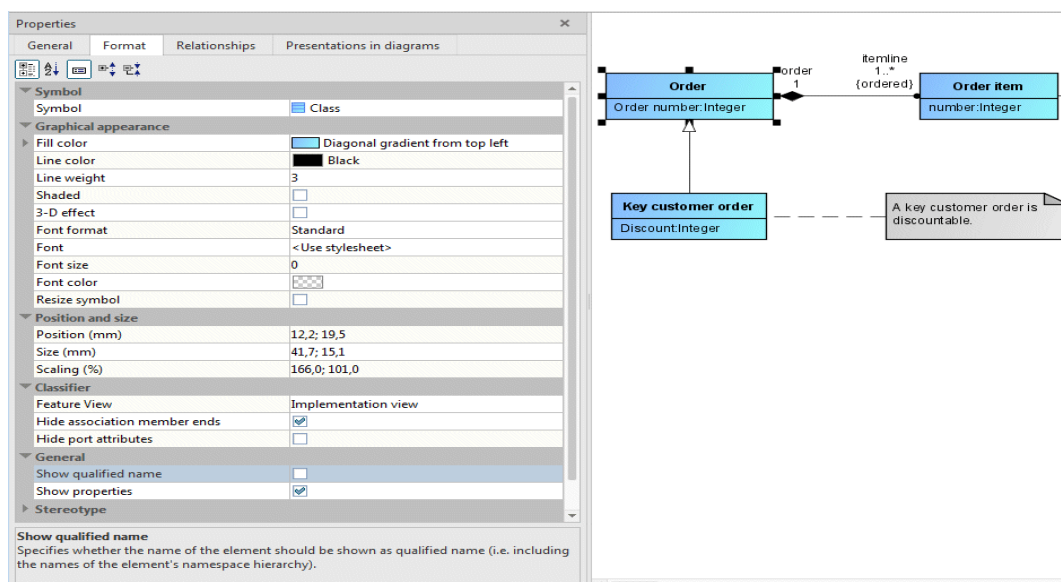 Properties
General Format Relationships Presentations in diagrams
Symbol
Symbol Class
Graphical appearance
Fill color Diagonal gradient from top left
Line color Black
Line weight 3
Shaded
3-D effect
Font format Standard
Font <Use stylesheet>
Font size 0
Font color
Resize symbol
Position and size
Position (mm) 12,2; 19,5
Size (mm) 41,7; 15,1
Scaling (%) 166,0; 101,0
Classifier
Feature View Implementation view
Hide association member ends
Hide port attributes
General
Show qualified name
Show properties
Stereotype
Show qualified name
Specifies whether the name of the element should be shown as qualified name (i.e. including
the names of the element's namespace hierarchy).
Order
Order number:Integer
order
1
itemline
1..*
{ordered}
Order item
number:Integer
Key customer order
Discount:Integer
A key customer order is
discountable.